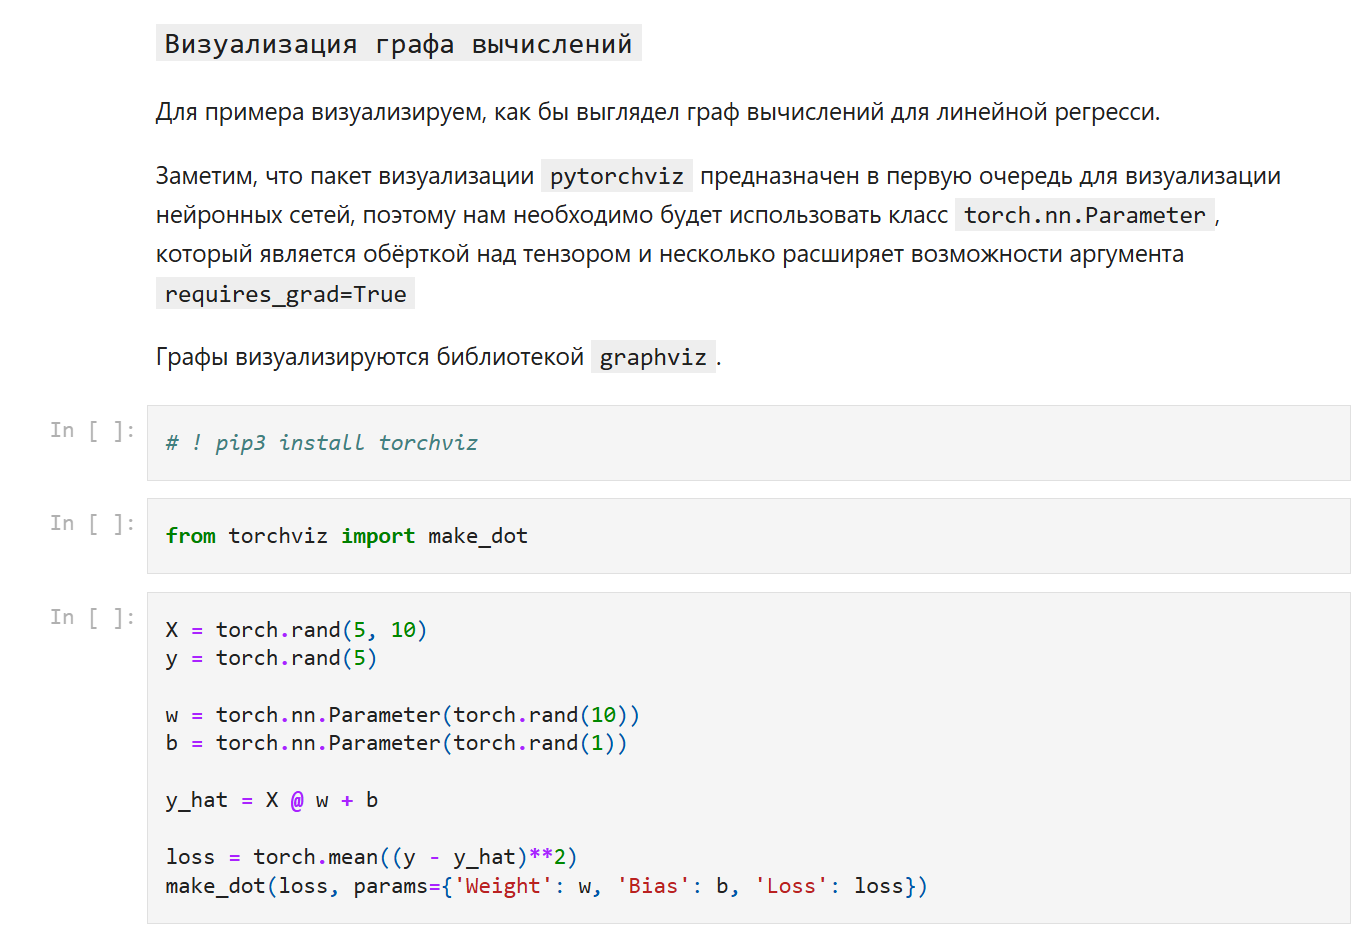 Визуализация графа вычислений
Для примера визуализируем, как бы выглядел граф вычислений для линейной регресси.
Заметим, что пакет визуализации pytorchviz предназначен в первую очередь для визуализации
нейронных сетей, поэтому нам необходимо будет использовать класс torch.nn.Parameter,
который является обёрткой над тензором и несколько расширяет возможности аргумента
requires_grad=True
Графы визуализируются библиотекой graphviz.
In [ ]: # ! pip3 install torchviz
In [ ]: from torchviz import make_dot
In [ ]: X = torch.rand(5, 10)
y = torch.rand(5)
w = torch.nn.Parameter(torch.rand(10))
b = torch.nn.Parameter(torch.rand(1))
y_hat = X @ w + b
loss = torch.mean((y - y_hat)**2)
make_dot(loss, params={'Weight': w, 'Bias': b, 'Loss': loss})